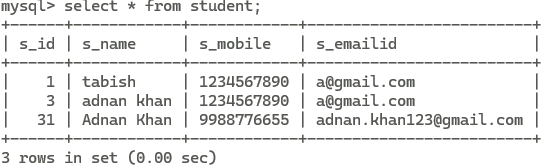 mysql> select * from student;
+------+------------+------------+-------------------------+
| s_id | s_name     | s_mobile   | s_emailid               |
+------+------------+------------+-------------------------+
|    1 | tabish     | 1234567890 | a@gmail.com             |
|    3 | adnan khan | 1234567890 | a@gmail.com             |
|   31 | Adnan Khan | 9988776655 | adnan.khan123@gmail.com |
+------+------------+------------+-------------------------+
3 rows in set (0.00 sec)